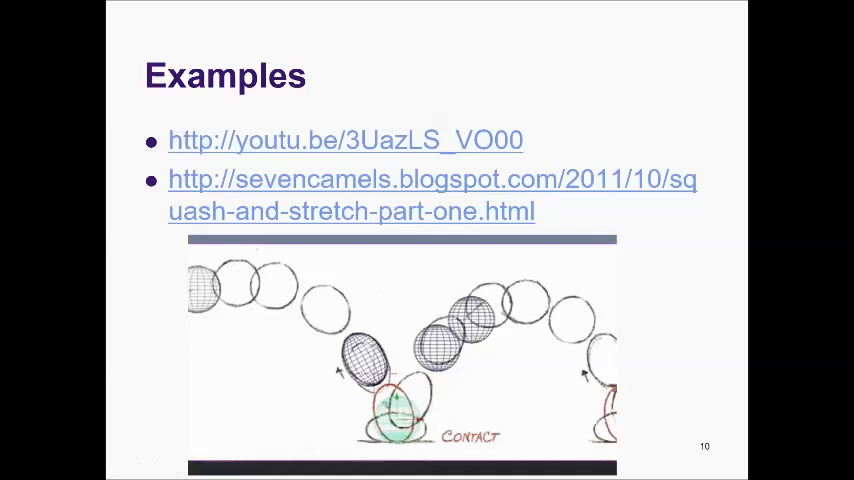 Examples
http://youtu.be/3UazLS_VO00
http://sevencamels.blogspot.com/2011/10/sq
uash-and-stretch-part-one.html
CONTACT
10